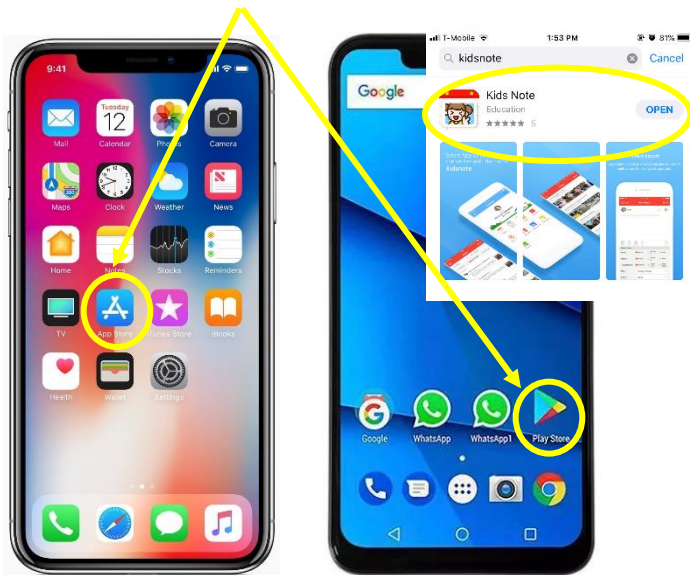 9:41
Tuesday
12
Mail
Calendar
Photos
Camera
Maps
Clock
Weather
News
Home
Notes
Stocks
Reminders
TV
App Store
iTunes Store
iBooks
Health
Wallet
Settings
Google
Google
WhatsApp
WhatsApp1
Play Store
T-Mobile
1:53 PM
81%
kidsnote
Cancel
Kids Note
Education
5
OPEN
Kidsnote